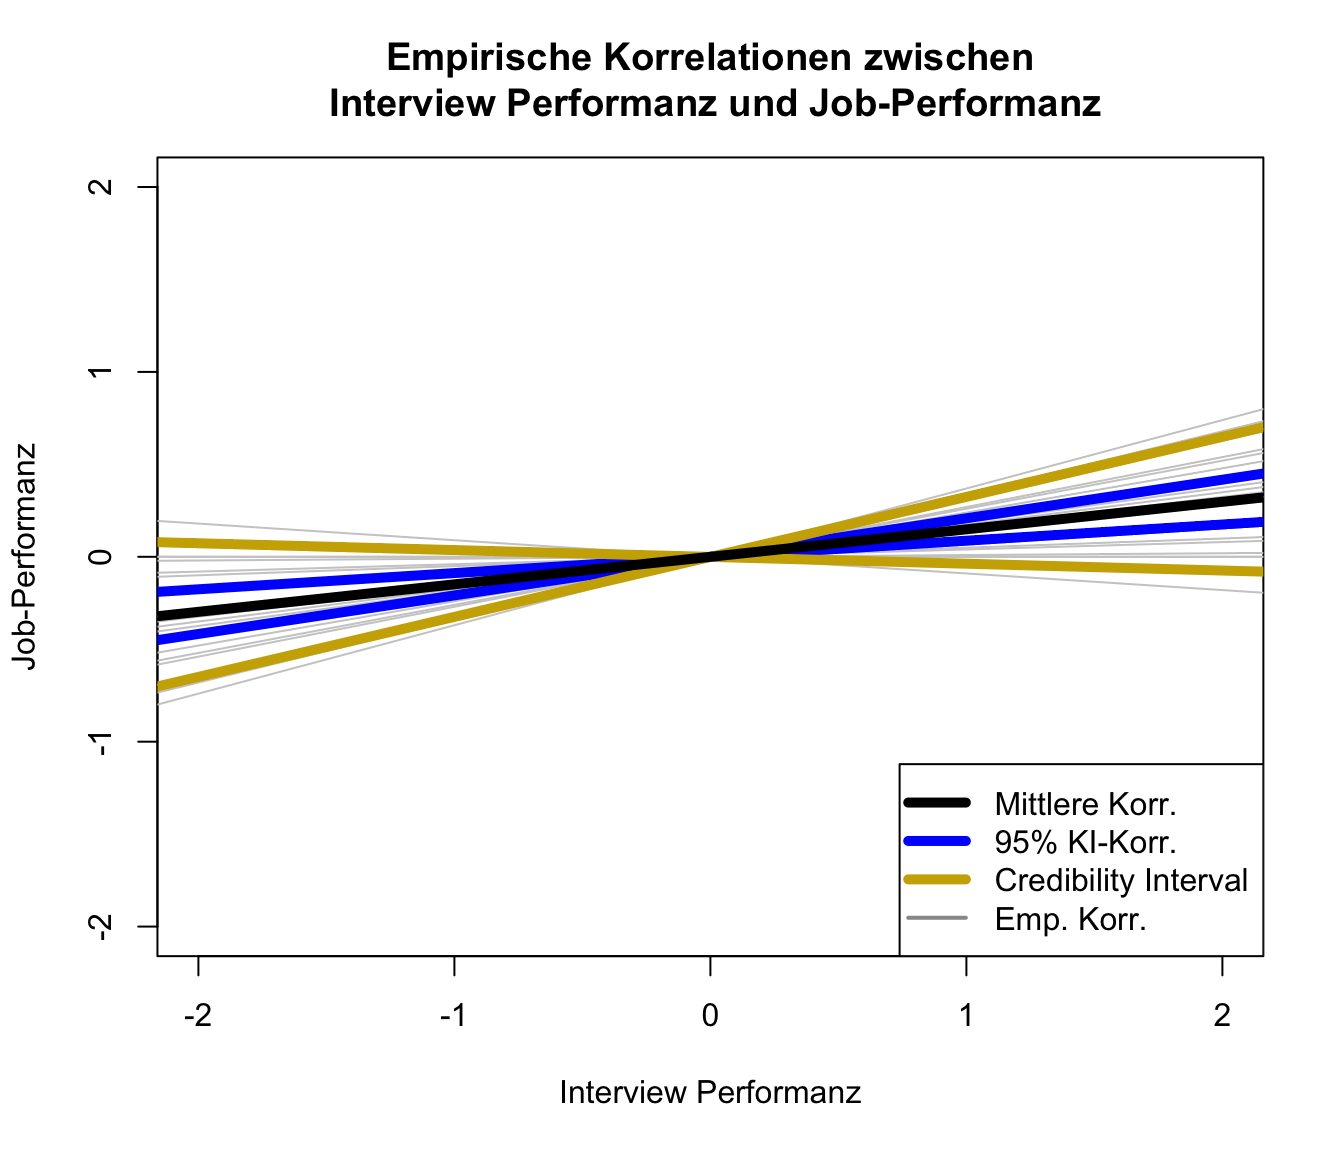 Empirische Korrelationen zwischen
Interview Performanz und Job-Performanz
Job-Performanz
2
1
0
-1
-2
Mittlere Korr.
95% KI-Korr.
Credibility Interval
Emp. Korr.
-2
-1
0
1
2
Interview Performanz